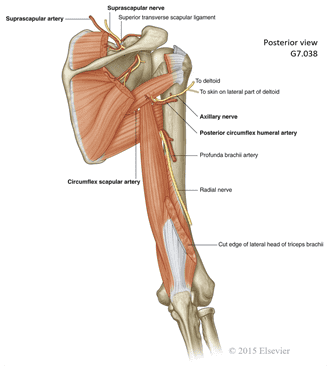 Suprascapular nerve
Suprascapular artery
Superior transverse scapular ligament
Posterior view
G7.038
To deltoid
To skin on lateral part of deltoid
Axillary nerve
Posterior circumflex humeral artery
Profunda brachii artery
Circumflex scapular artery
Radial nerve
Cut edge of lateral head of triceps brachii
© 2015 Elsevier